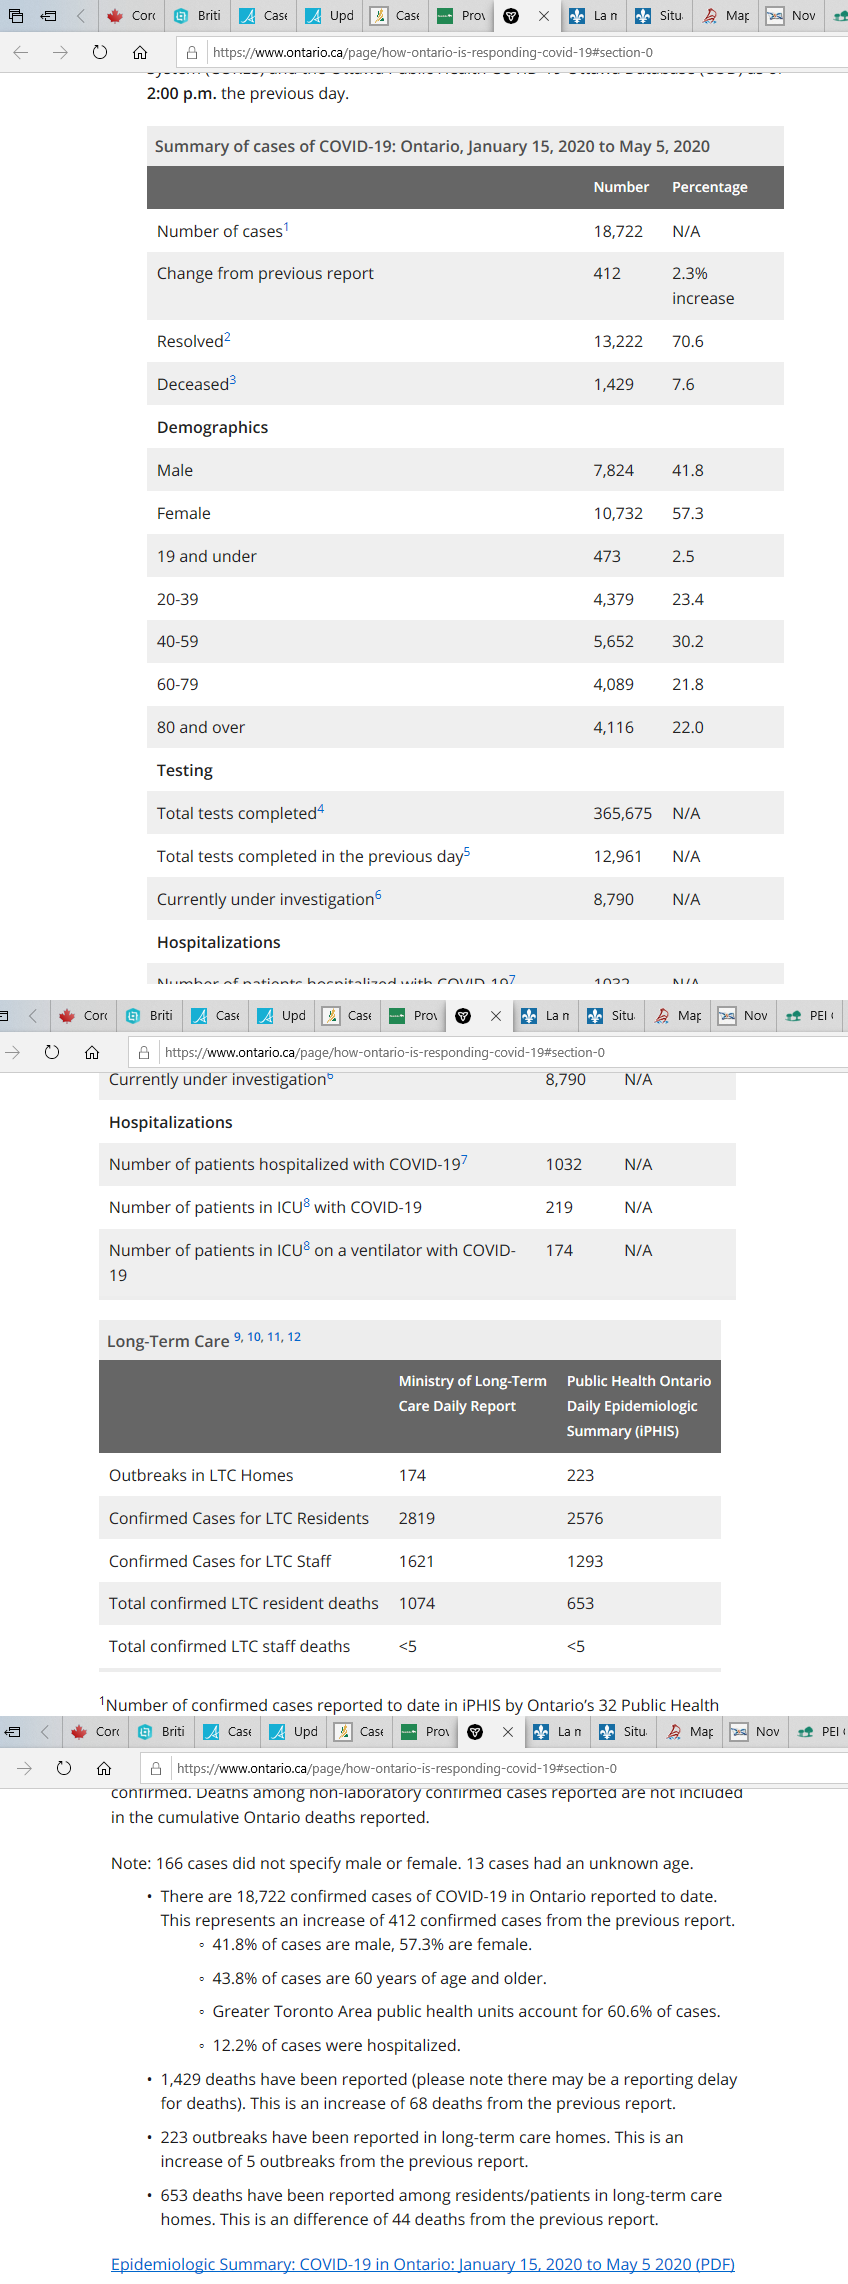 Corc Briti Case Upd Case Prov La n Situ Map Nov
https://www.ontario.ca/page/how-ontario-is-responding-covid-19#section-0
2:00 p.m. the previous day.
Summary of cases of COVID-19: Ontario, January 15, 2020 to May 5, 2020
Number Percentage
Number of cases1 18,722 N/A
Change from previous report 412 2.3%
increase
Resolved2 13,222 70.6
Deceased3 1,429 7.6
Demographics
Male 7,824 41.8
Female 10,732 57.3
19 and under 473 2.5
20-39 4,379 23.4
40-59 5,652 30.2
60-79 4,089 21.8
80 and over 4,116 22.0
Testing
Total tests completed4 365,675 N/A
Total tests completed in the previous day5 12,961 N/A
Currently under investigation6 8,790 N/A
Hospitalizations
Number of patients hospitalized with COVID-197 1032 N/A
Corc Briti Case Upd Case Prov La n Situ Map Nov PEI
https://www.ontario.ca/page/how-ontario-is-responding-covid-19#section-0
Currently under investigation6 8,790 N/A
Hospitalizations
Number of patients hospitalized with COVID-197 1032 N/A
Number of patients in ICU8 with COVID-19 219 N/A
Number of patients in ICU8 on a ventilator with COVID- 174 N/A
19
Long-Term Care 9, 10, 11, 12
Ministry of Long-Term Public Health Ontario
Care Daily Report Daily Epidemiologic
Summary (iPHIS)
Outbreaks in LTC Homes 174 223
Confirmed Cases for LTC Residents 2819 2576
Confirmed Cases for LTC Staff 1621 1293
Total confirmed LTC resident deaths 1074 653
Total confirmed LTC staff deaths <5 <5
1Number of confirmed cases reported to date in iPHIS by Ontario's 32 Public Health
Corc Briti Case Upd Case Prov La n Situ Map Nov PEI
https://www.ontario.ca/page/how-ontario-is-responding-covid-19#section-0
confirmed. Deaths among non-laboratory confirmed cases reported are not included
in the cumulative Ontario deaths reported.
Note: 166 cases did not specify male or female. 13 cases had an unknown age.
• There are 18,722 confirmed cases of COVID-19 in Ontario reported to date.
This represents an increase of 412 confirmed cases from the previous report.
◦ 41.8% of cases are male, 57.3% are female.
◦ 43.8% of cases are 60 years of age and older.
◦ Greater Toronto Area public health units account for 60.6% of cases.
◦ 12.2% of cases were hospitalized.
• 1,429 deaths have been reported (please note there may be a reporting delay
for deaths). This is an increase of 68 deaths from the previous report.
• 223 outbreaks have been reported in long-term care homes. This is an
increase of 5 outbreaks from the previous report.
• 653 deaths have been reported among residents/patients in long-term care
homes. This is an difference of 44 deaths from the previous report.
Epidemiologic Summary: COVID-19 in Ontario: January 15, 2020 to May 5 2020 (PDF)